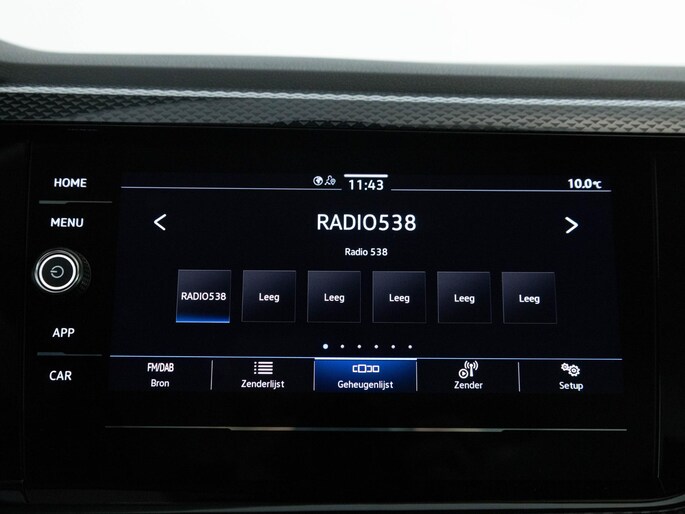 HOME
MENU
APP
CAR
11:43
10.0°C
RADIO538
Radio 538
RADIO538 Leeg Leeg Leeg Leeg Leeg
FM/DAB
Bron Zenderlijst Geheugenlijst Zender Setup